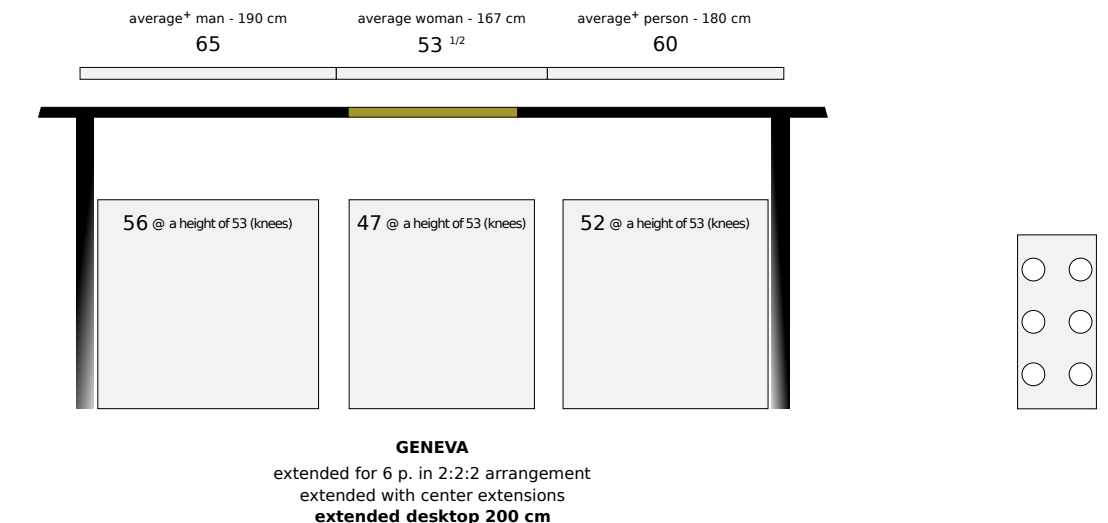 average+ man - 190 cm average woman - 167 cm average+ person - 180 cm
65 53 1/2 60
56 @ a height of 53 (knees) 47 @ a height of 53 (knees) 52 @ a height of 53 (knees)
GENEVA
extended for 6 p. in 2:2:2 arrangement
extended with center extensions
extended desktop 200 cm